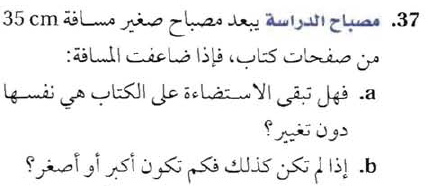 37. مصباح الدراسة يبعد مصباح صغير مسافة 35 cm
من صفحات كتاب، فإذا ضاعفت المسافة:
a. فهل تبقى الاستضاءة على الكتاب هي نفسها
دون تغيير؟
b. إذا لم تكن كذلك فكم تكون أكبر أو أصغر؟